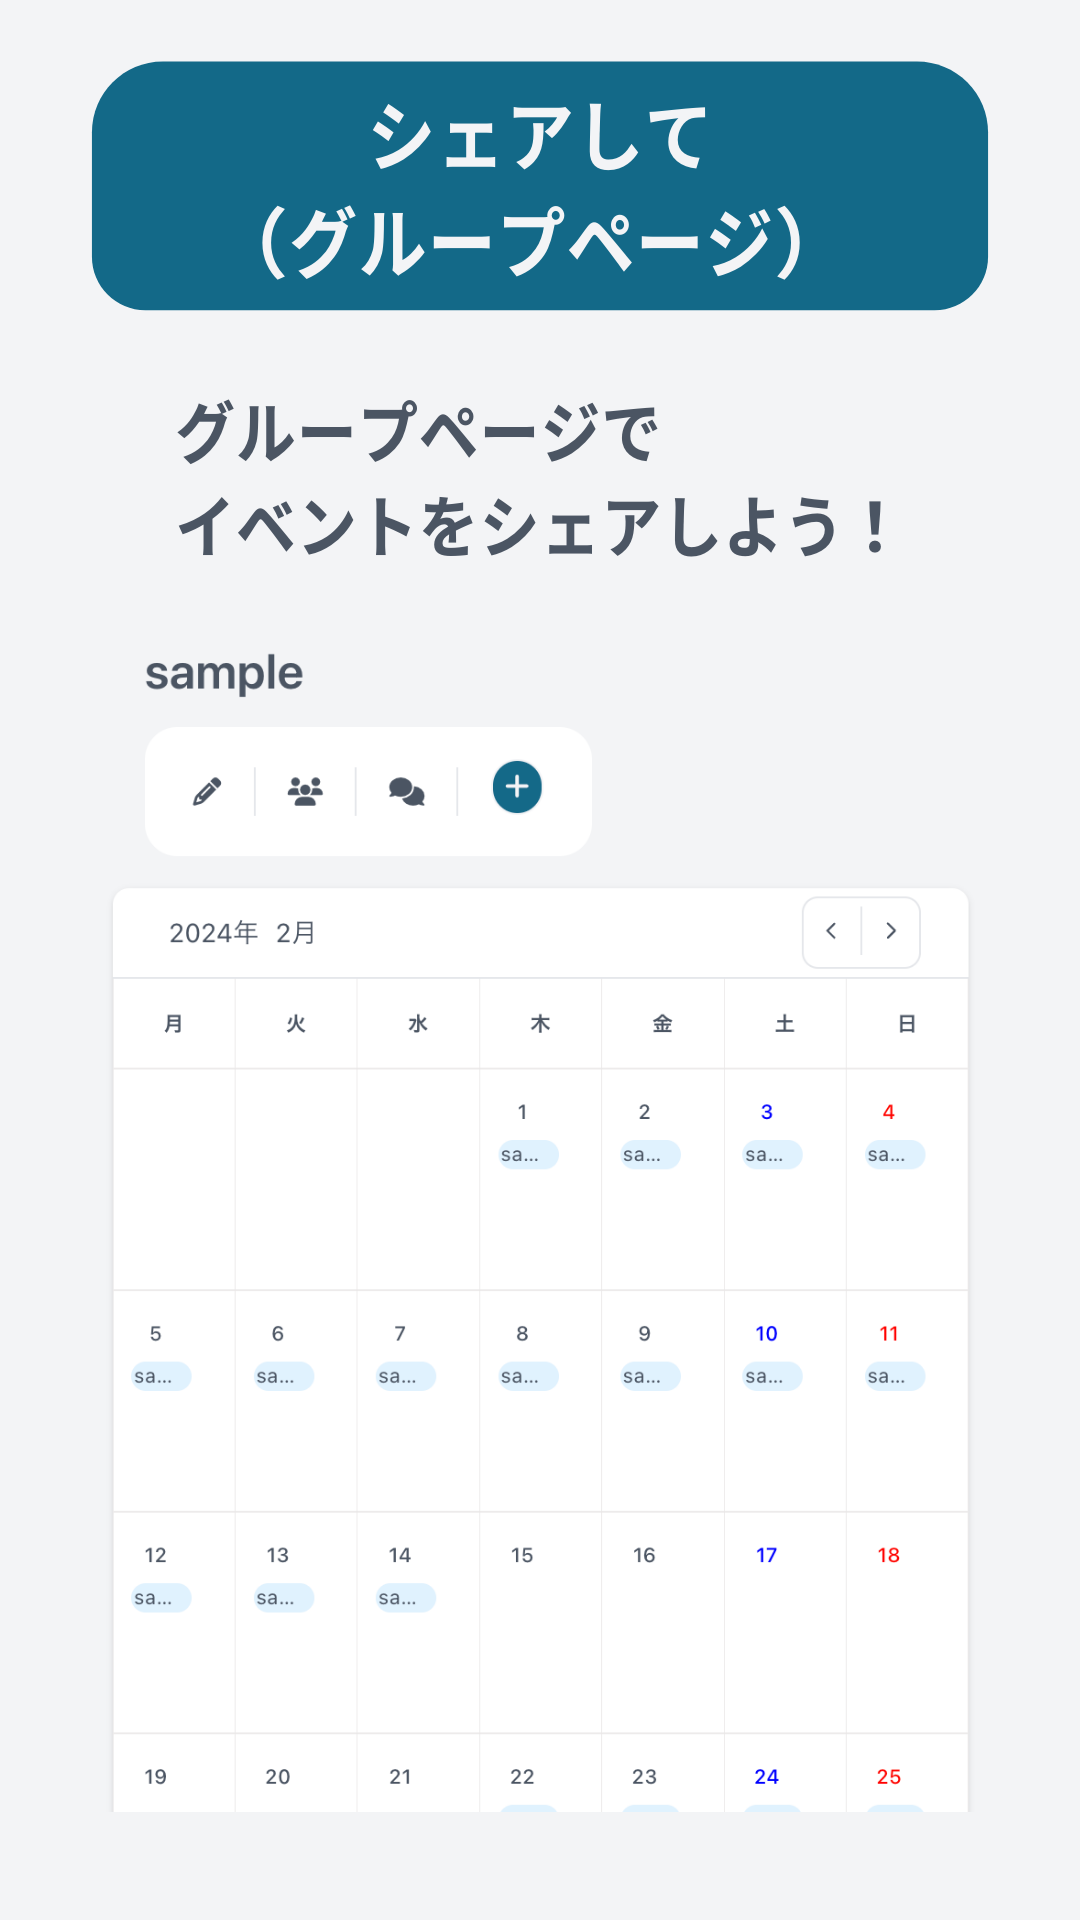 シェアして
（グループページ）
グループページで
イベントをシェアしよう！
sample
2024年 2月
月 火 水 木 金 土 日
1 2 3 4
sa... sa... sa... sa...
5 6 7 8 9 10 11
sa... sa... sa... sa... sa... sa... sa...
12 13 14 15 16 17 18
sa... sa... sa...
19 20 21 22 23 24 25